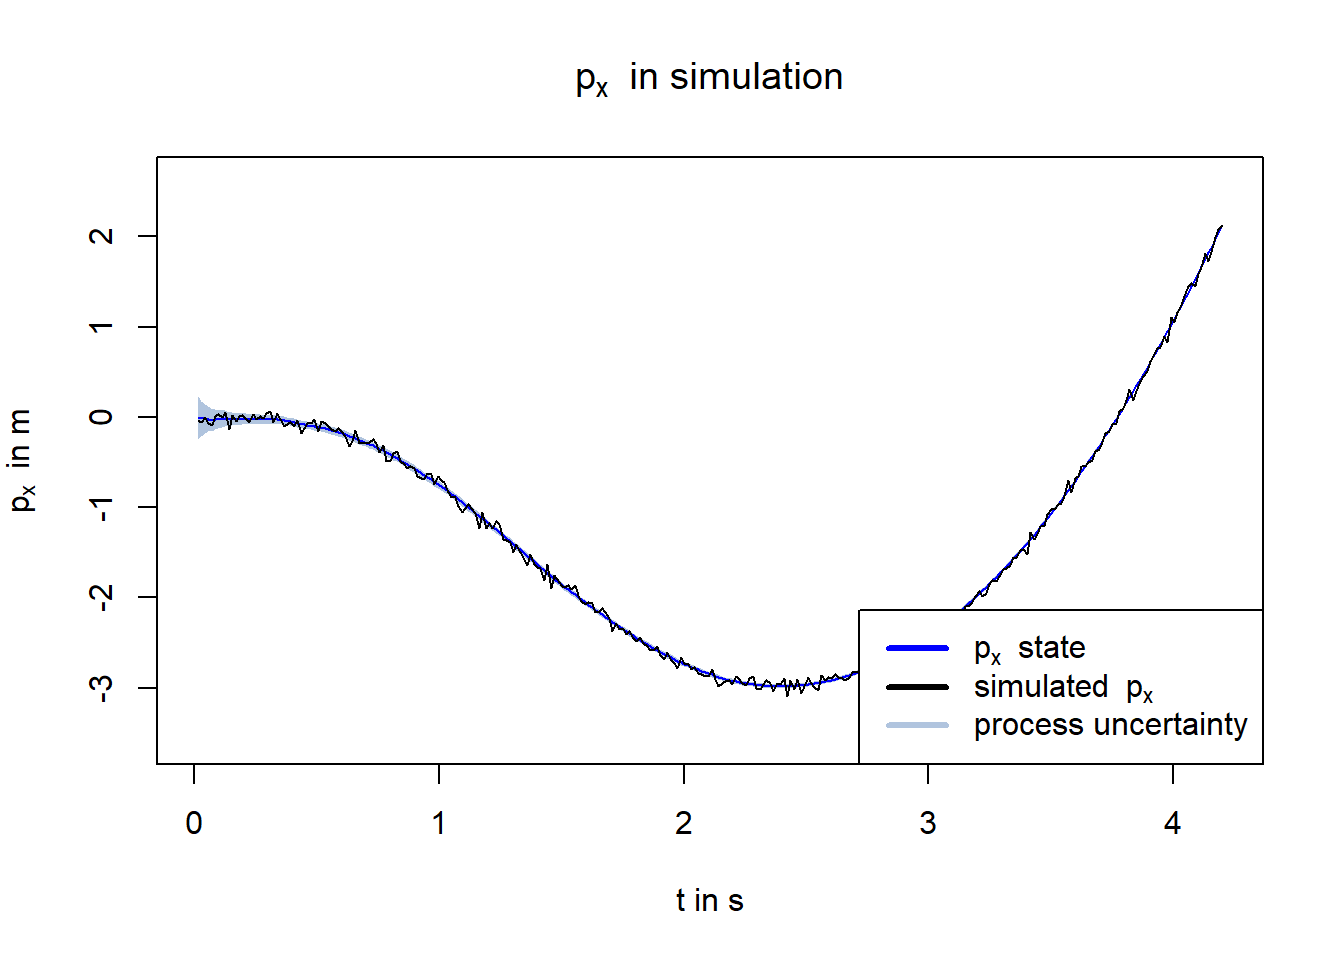 pₓ in simulation
pₓ in m
2
1
0
-1
-2
-3
0 1 2 3 4
t in s
pₓ state
simulated pₓ
process uncertainty